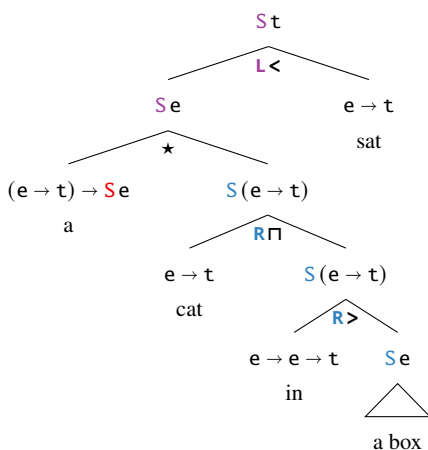 S t
L <
S e e → t
★ sat
(e → t) → S e S (e → t)
a R ⊓
e → t S (e → t)
cat R >
e → e → t S e
in
a box